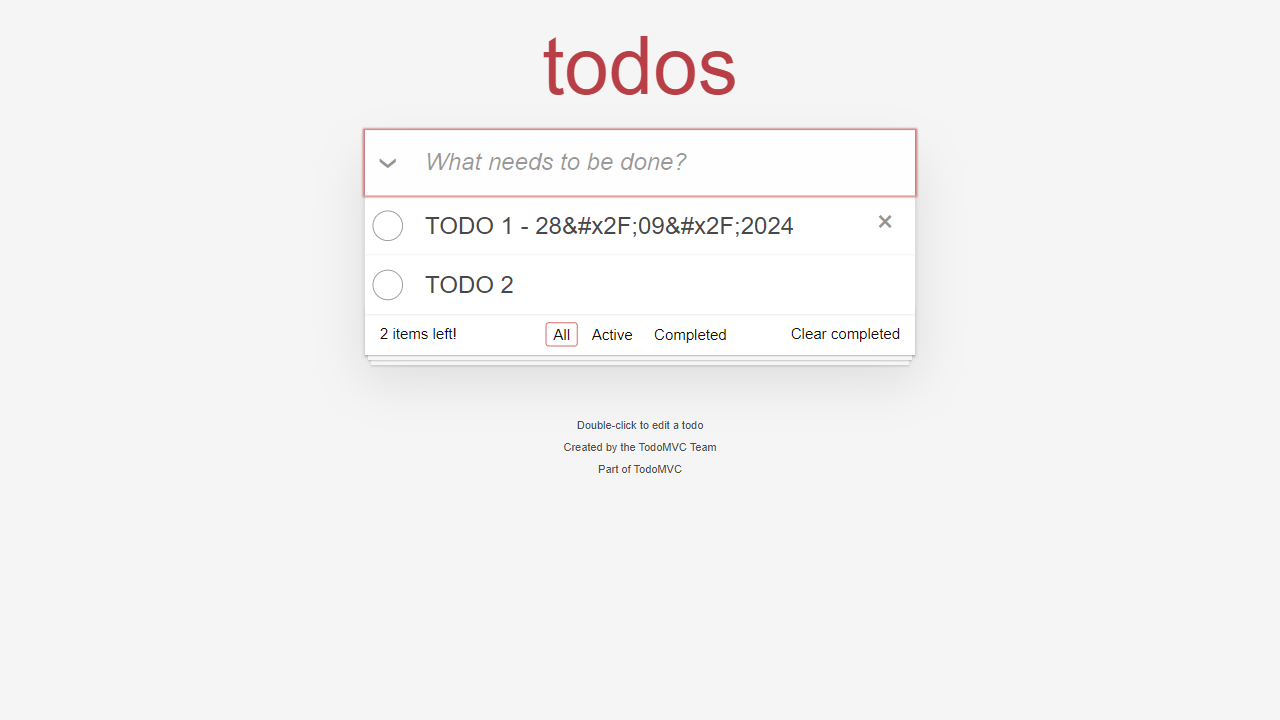 todos
What needs to be done?
TODO 1 - 28&#x2F;09&#x2F;2024
TODO 2
2 items left! All Active Completed Clear completed
Double-click to edit a todo
Created by the TodoMVC Team
Part of TodoMVC